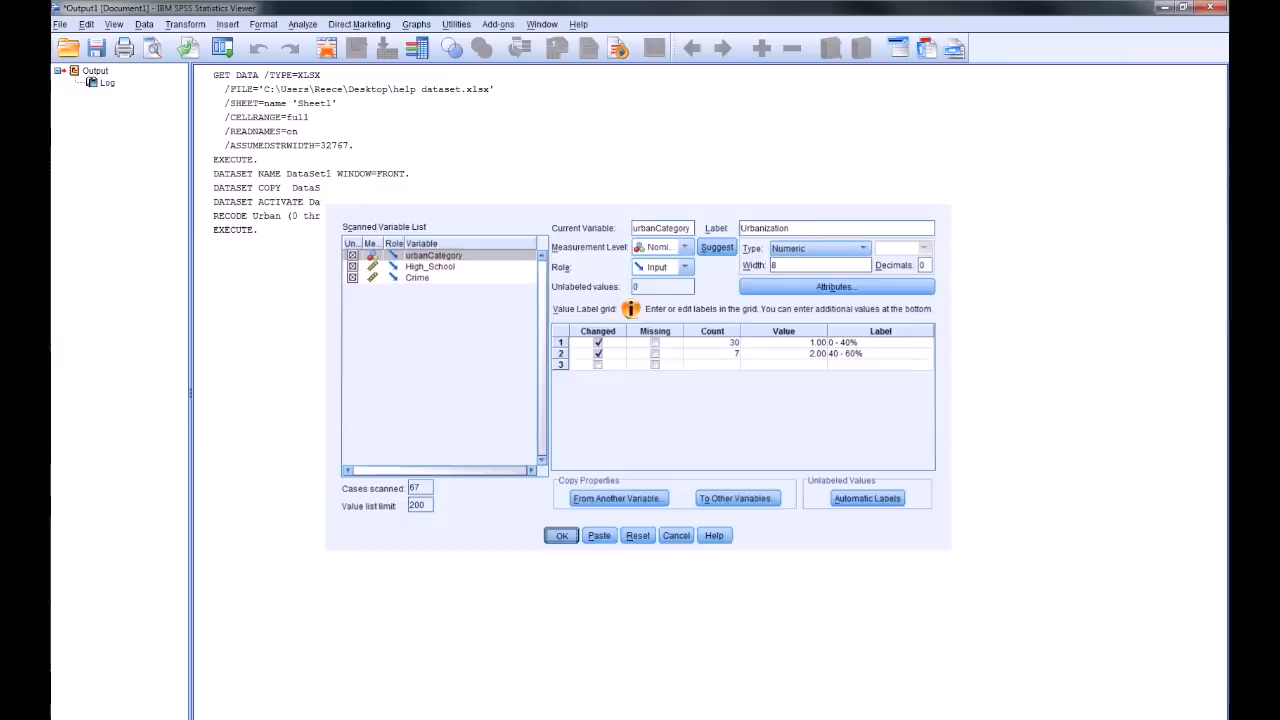 *Output1 [Document1] - IBM SPSS Statistics Viewer
File Edit View Data Transform Insert Format Analyze Direct Marketing Graphs Utilities Add-ons Window Help
Output
Log
GET DATA /TYPE=XLSX
/FILE='C:\Users\Reece\Desktop\help dataset.xlsx'
/SHEET=name 'Sheet1'
/CELLRANGE=full
/READNAMES=on
/ASSUMEDSTRWIDTH=32767.
EXECUTE.
DATASET NAME DataSet1 WINDOW=FRONT.
DATASET COPY DataS
DATASET ACTIVATE Da
RECODE Urban (0 thr
EXECUTE.
Scanned Variable List
Un... Me... Role Variable
urbanCategory
High_School
Crime
Cases scanned: 67
Value list limit: 200
Current Variable: urbanCategory Label: Urbanization
Measurement Level: Nomi... Suggest Type: Numeric
Role: Input Width: 8 Decimals: 0
Unlabeled values: 0 Attributes...
Value Label grid: Enter or edit labels in the grid. You can enter additional values at the bottom.
Changed Missing Count Value Label
1 30 1.00 0 - 40%
2 7 2.00 40 - 60%
3
Copy Properties Unlabeled Values
From Another Variable... To Other Variables... Automatic Labels
OK Paste Reset Cancel Help